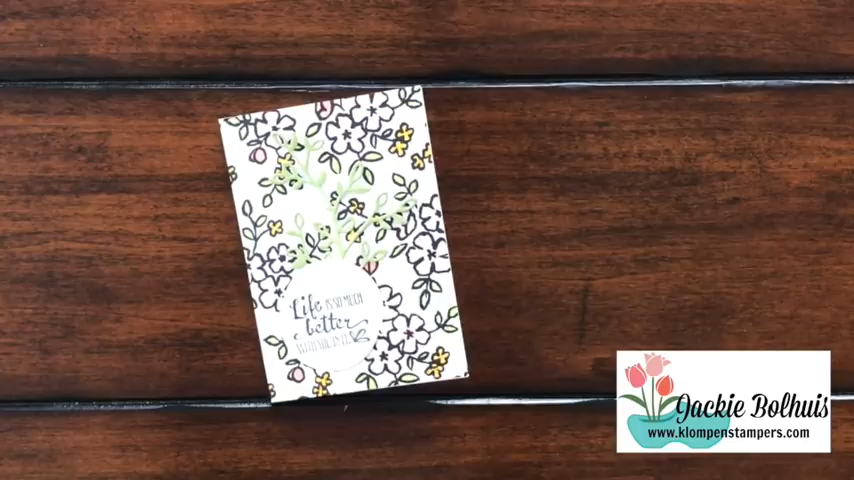 Life IS SO MUCH
better
WITH YOU IN IT
Jackie Bolhuis
www.klompenstampers.com